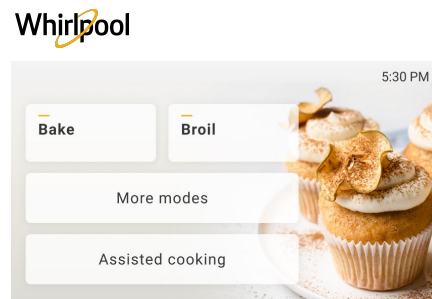 Whirlpool
5:30 PM
Bake
Broil
More modes
Assisted cooking